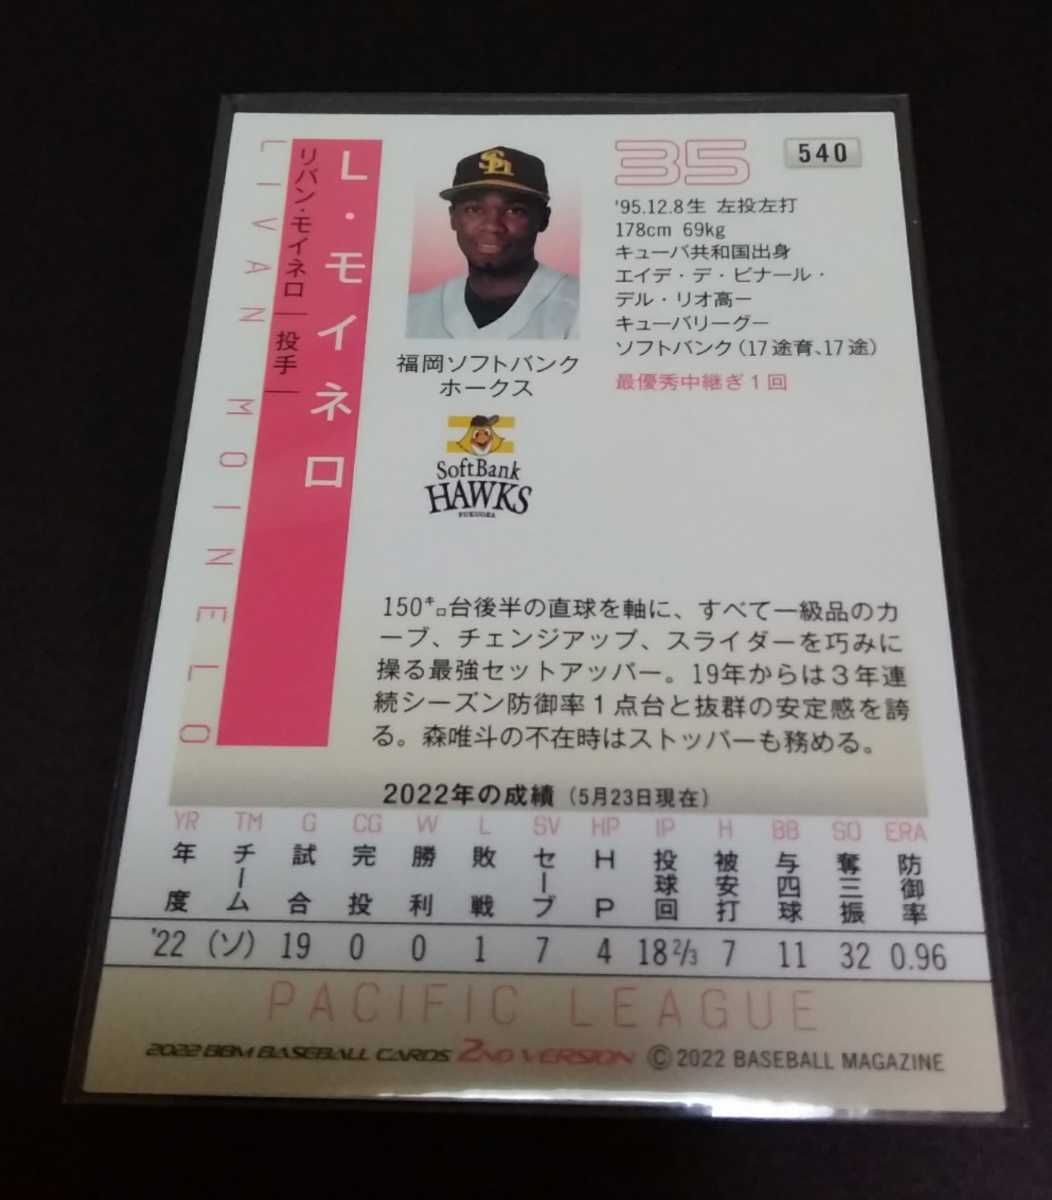 L・モイネロ
リバン・モイネロ 投手
LIVAN MOINELO
福岡ソフトバンク
ホークス
SoftBank
HAWKS
FUKUOKA
35
540
'95.12.8生 左投左打
178cm 69kg
キューバ共和国出身
エイデ・デ・ビナール・
デル・リオ高ー
キューバリーグー
ソフトバンク(17途育、17途)
最優秀中継ぎ1回
150㌔台後半の直球を軸に、すべて一級品のカ
ーブ、チェンジアップ、スライダーを巧みに
操る最強セットアッパー。19年からは3年連
続シーズン防御率1点台と抜群の安定感を誇
る。森唯斗の不在時はストッパーも務める。
2022年の成績(5月23日現在)
YR TM G CG W L SV HP IP H BB SO ERA
年度 チーム 試合 完投 勝利 敗戦 セーブ HP 投球回 被安打 与四球 奪三振 防御率
'22 (ソ) 19 0 0 1 7 4 18 2/3 7 11 32 0.96
PACIFIC LEAGUE
2022 BBM BASEBALL CARDS 2ND VERSION © 2022 BASEBALL MAGAZINE